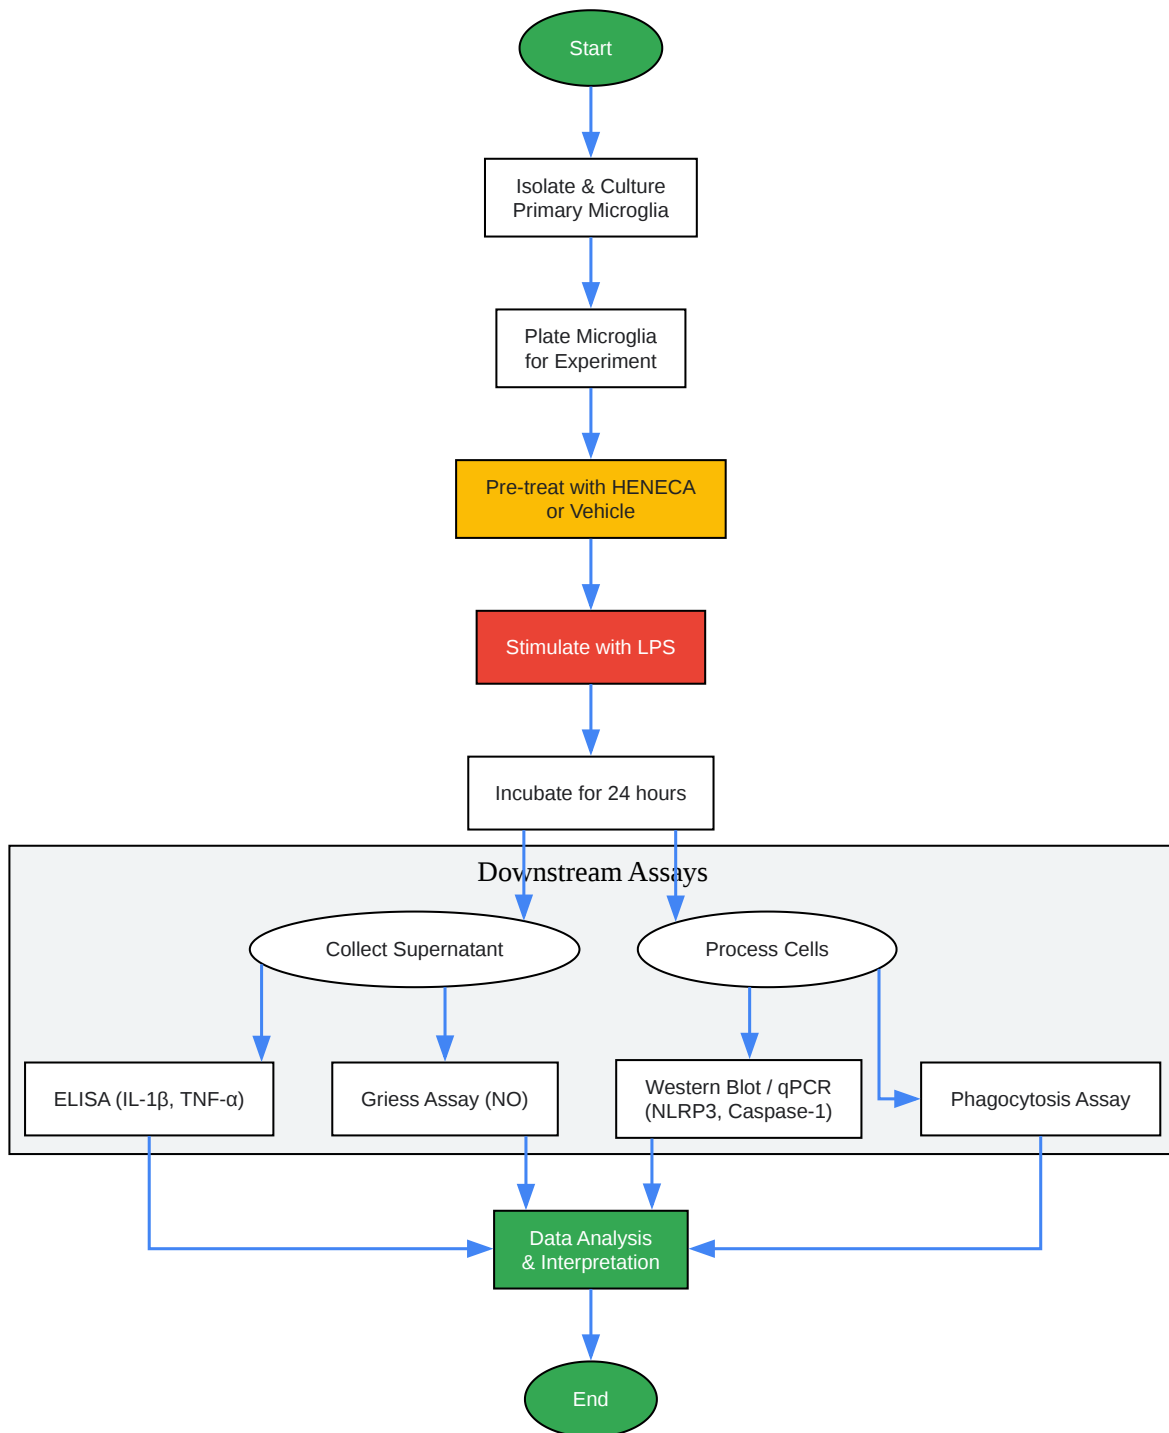 Start
Isolate & Culture
Primary Microglia
Plate Microglia
for Experiment
Pre-treat with HENECA
or Vehicle
Stimulate with LPS
Incubate for 24 hours
Downstream Assays
Collect Supernatant
Process Cells
ELISA (IL-1β, TNF-α)
Griess Assay (NO)
Western Blot / qPCR
(NLRP3, Caspase-1)
Phagocytosis Assay
Data Analysis
& Interpretation
End